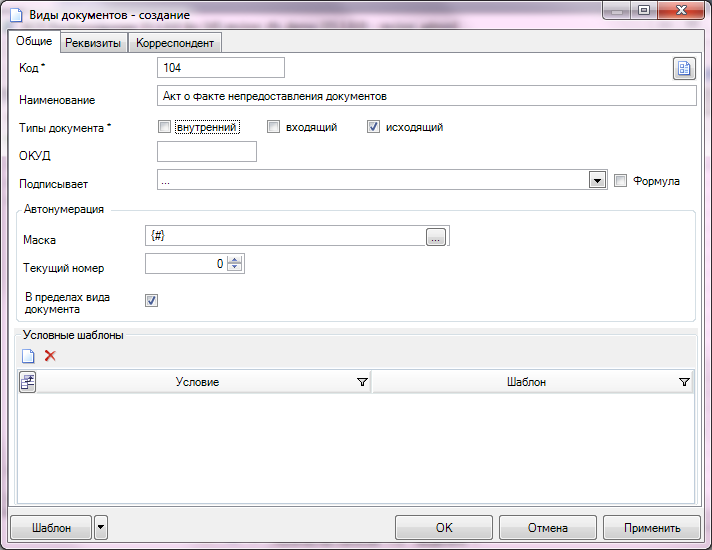 Виды документов - создание
Общие Реквизиты Корреспондент
Код * 104
Наименование Акт о факте непредоставления документов
Типы документа * внутренний входящий исходящий
ОКУД
Подписывает ... Формула
Автонумерация
Маска {#} ...
Текущий номер 0
В пределах вида
документа
Условные шаблоны
Условие Шаблон
Шаблон OK Отмена Применить